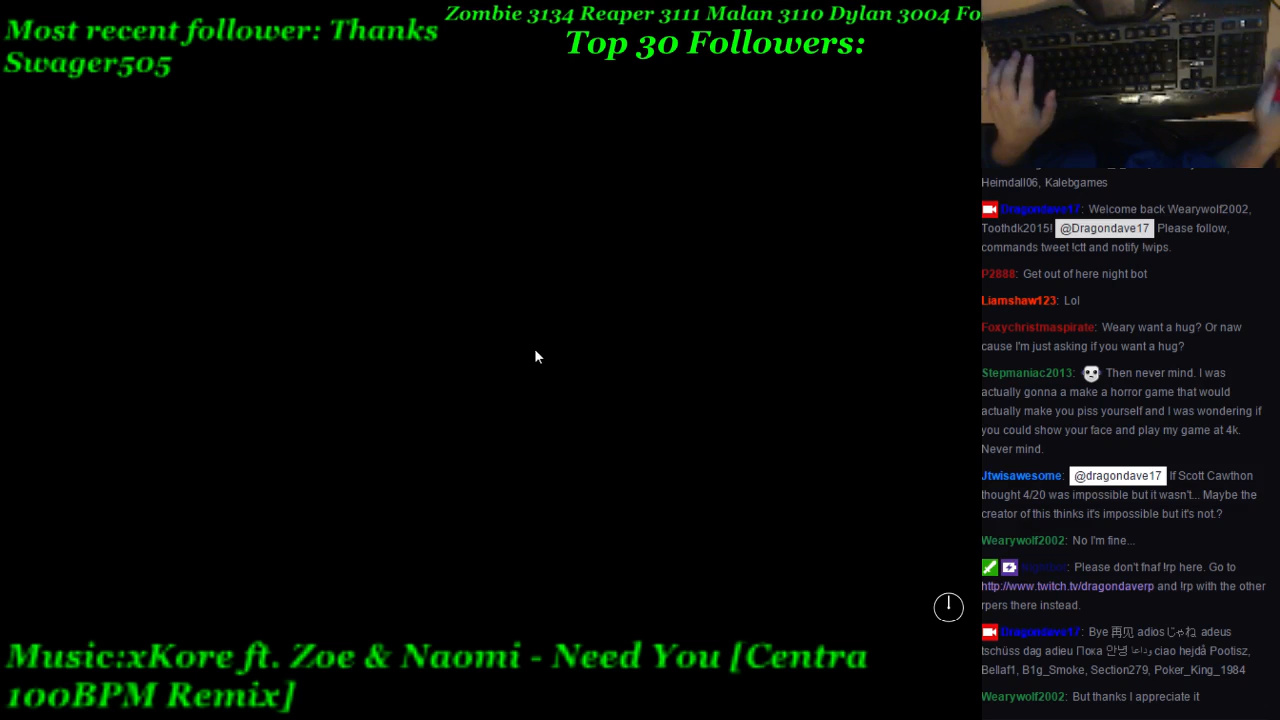 Zombie 3134 Reaper 3111 Malan 3110 Dylan 3004 Fo
Most recent follower: Thanks
Swager505
Top 30 Followers:
Heimdall06, Kalebgames
Dragondave17: Welcome back Wearywolf2002,
Toothdk2015! @Dragondave17 Please follow,
commands tweet !ctt and notify !wips.
P2888: Get out of here night bot
Liamshaw123: Lol
Foxychristmaspirate: Weary want a hug? Or naw
cause I'm just asking if you want a hug?
Stepmaniac2013: Then never mind. I was
actually gonna a make a horror game that would
actually make you piss yourself and I was wondering if
you could show your face and play my game at 4k.
Never mind.
Jtwisawesome: @dragondave17 If Scott Cawthon
thought 4/20 was impossible but it wasn't... Maybe the
creator of this thinks it's impossible but it's not.?
Wearywolf2002: No I'm fine...
: Please don't fnaf !rp here. Go to
http://www.twitch.tv/dragondaverp and !rp with the other
rpers there instead.
Dragondave17: Bye 再见 adios じゃね adeus
tschüss dag adieu Пока 安녕 وداعا ciao hejdå Pootisz,
Bellaf1, B1g_Smoke, Section279, Poker_King_1984
Wearywolf2002: But thanks I appreciate it
Music:xKore ft. Zoe & Naomi - Need You [Centra
100BPM Remix]